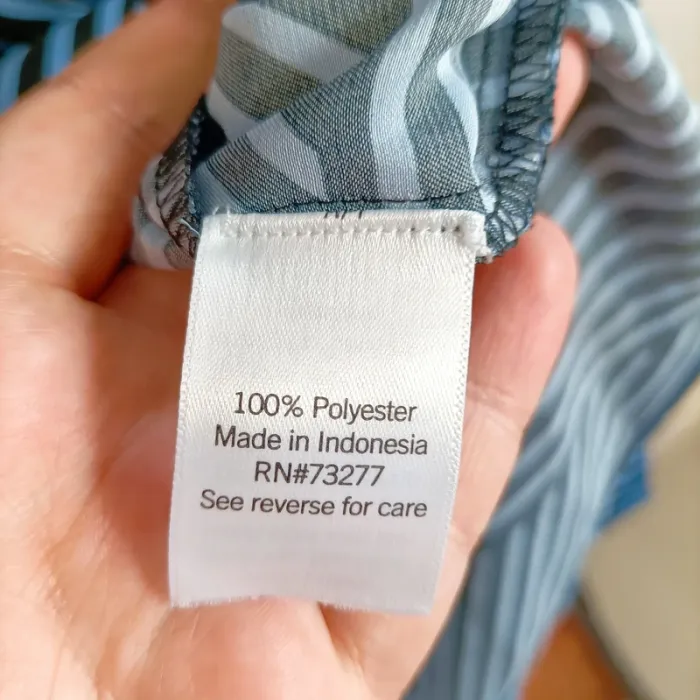 100% Polyester
Made in Indonesia
RN#73277
See reverse for care